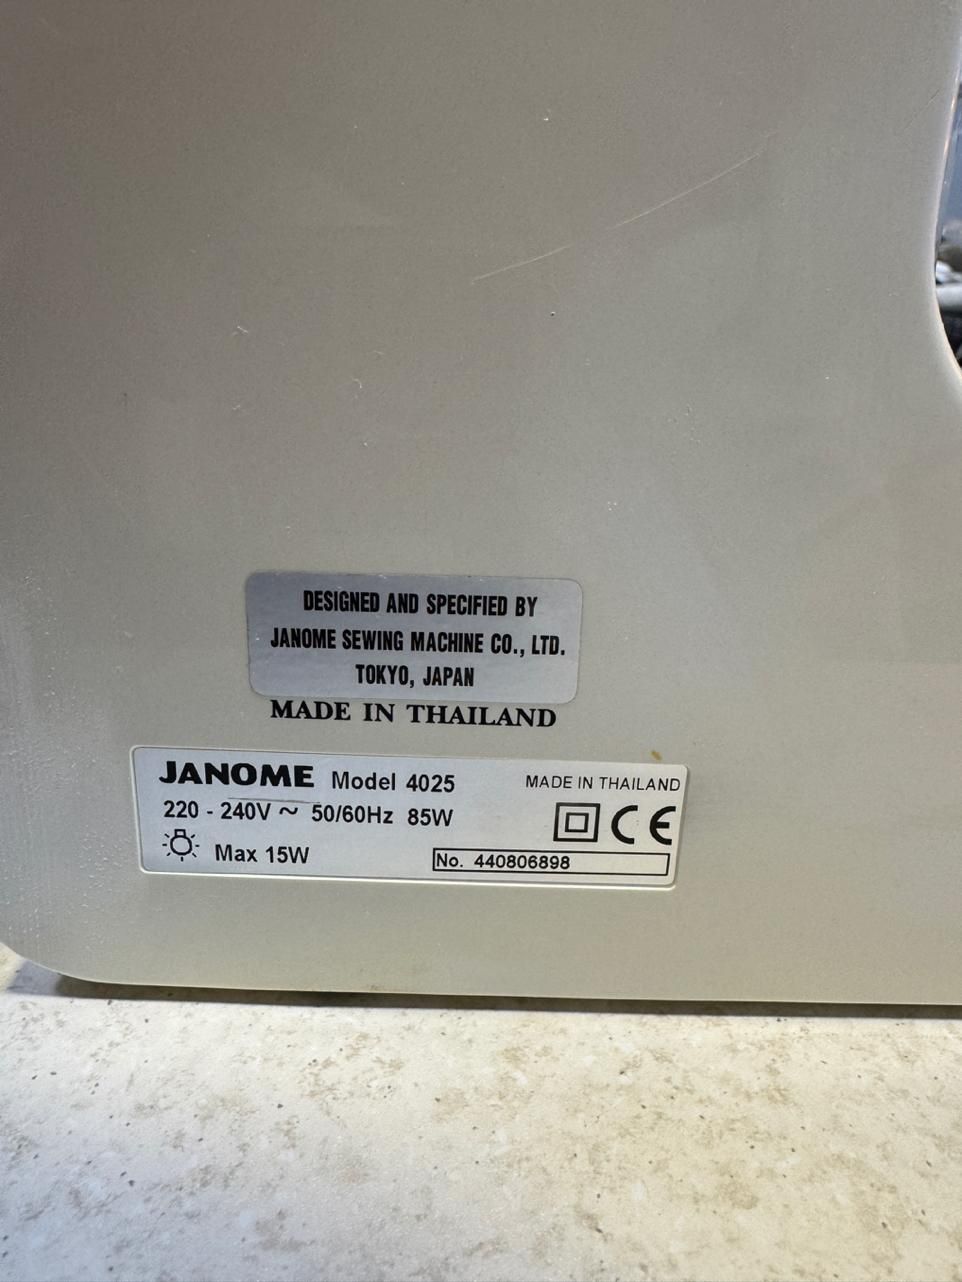 DESIGNED AND SPECIFIED BY
JANOME SEWING MACHINE CO., LTD.
TOKYO, JAPAN
MADE IN THAILAND
JANOME Model 4025 MADE IN THAILAND
220 - 240V ~ 50/60Hz 85W CE
Max 15W No. 440806898